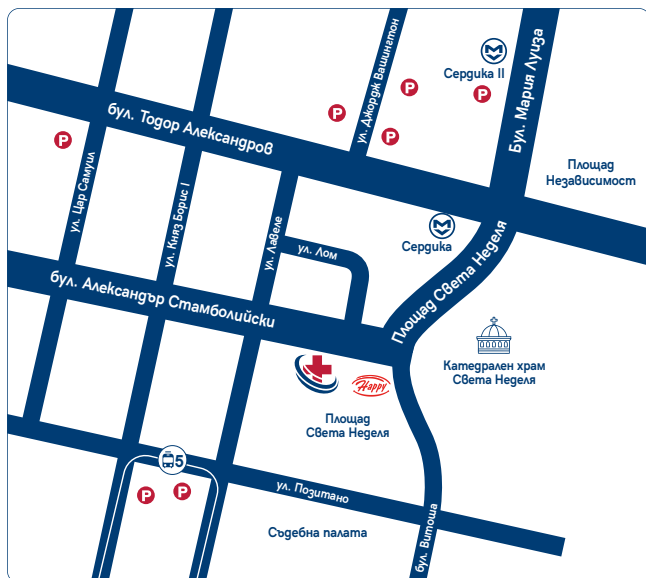 ул. Джордж Вашингтон
Бул. Мария Луиза
Сердика II
P
P
P
P
P
бул. Тодор Александров
Площад
Независимост
ул. Цар Самуил
ул. Княз Борис I
ул. Лавеле
ул. Лом
Сердика
Площад Света Неделя
бул. Александър Стамболийски
Катедрален храм
Света Неделя
Happy
Площад
Света Неделя
5
P
P
ул. Позитано
Съдебна палата
бул. Витоша